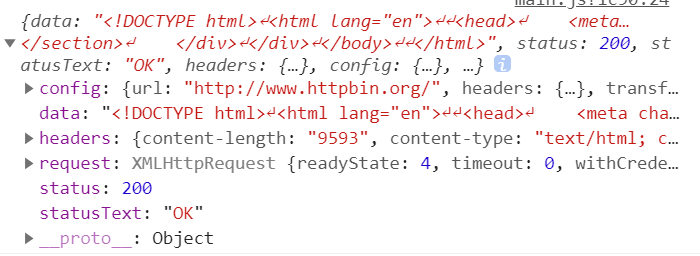 main.js?1c90:24
{data: "<!DOCTYPE html>↵<html lang="en">↵↵<head>↵    <meta…
</section>↵    </div>↵</div>↵</body>↵↵</html>", status: 200, st
atusText: "OK", headers: {…}, config: {…}, …}
config: {url: "http://www.httpbin.org/", headers: {…}, transf…
data: "<!DOCTYPE html>↵<html lang="en">↵↵<head>↵    <meta cha…
headers: {content-length: "9593", content-type: "text/html; c…
request: XMLHttpRequest {readyState: 4, timeout: 0, withCrede…
status: 200
statusText: "OK"
__proto__: Object